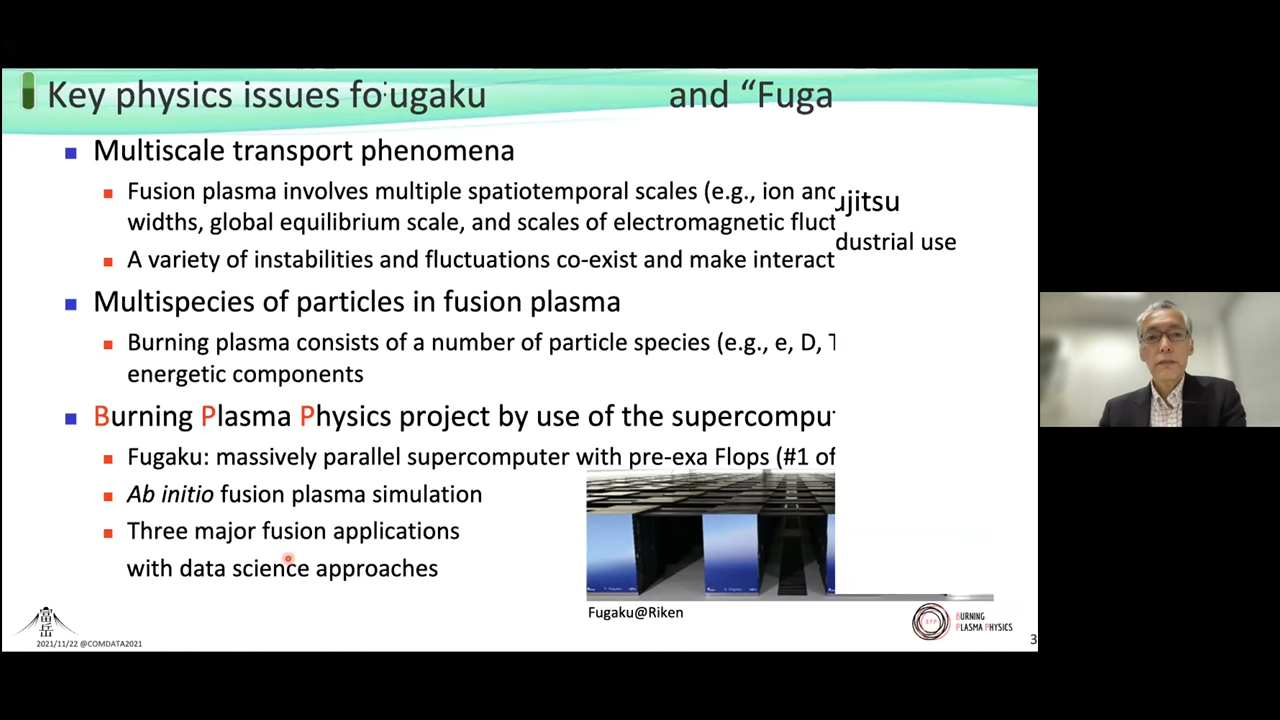 Key physics issues fo ugaku and “Fuga
Multiscale transport phenomena
Fusion plasma involves multiple spatiotemporal scales (e.g., ion and
widths, global equilibrium scale, and scales of electromagnetic fluct
A variety of instabilities and fluctuations co-exist and make interact
ujitsu
dustrial use
Multispecies of particles in fusion plasma
Burning plasma consists of a number of particle species (e.g., e, D, T
energetic components
Burning Plasma Physics project by use of the supercomput
Fugaku: massively parallel supercomputer with pre-exa Flops (#1 of
Ab initio fusion plasma simulation
Three major fusion applications
with data science approaches
Fugaku@Riken
富
岳
2021/11/22 @COMDATA2021
BPP
BURNING
PLASMA PHYSICS
3